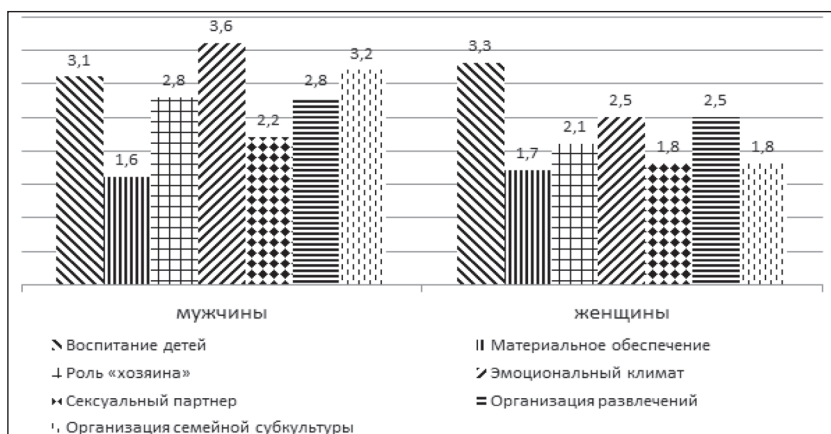 3,6
3,1 3,2 3,3
2,8 2,8
2,5 2,5
2,2 2,1
1,6 1,7 1,8 1,8
мужчины женщины
Воспитание детей Материальное обеспечение
Роль «хозяина» Эмоциональный климат
Сексуальный партнер Организация развлечений
Организация семейной субкультуры